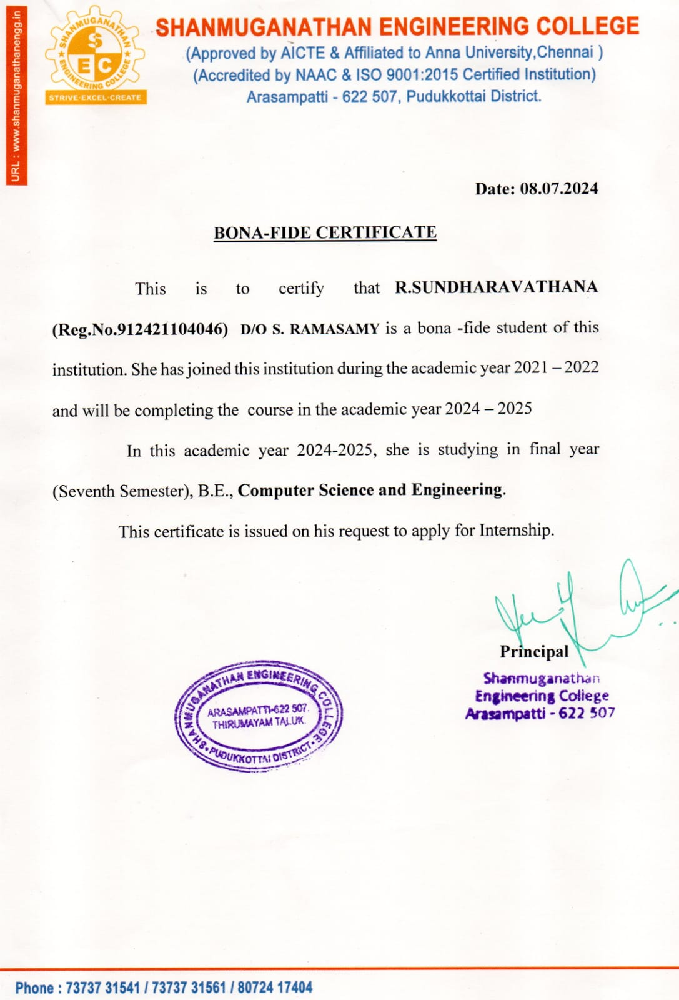 URL : www.shanmuganathanengg.in
SHANMUGANATHAN
ENGINEERING COLLEGE
S
E C
STRIVE-EXCEL-CREATE
SHANMUGANATHAN ENGINEERING COLLEGE
(Approved by AICTE & Affiliated to Anna University,Chennai )
(Accredited by NAAC & ISO 9001:2015 Certified Institution)
Arasampatti - 622 507, Pudukkottai District.
Date: 08.07.2024
BONA-FIDE CERTIFICATE
This is to certify that R.SUNDHARAVATHANA
(Reg.No.912421104046) D/O S. RAMASAMY is a bona -fide student of this
institution. She has joined this institution during the academic year 2021 – 2022
and will be completing the course in the academic year 2024 – 2025
In this academic year 2024-2025, she is studying in final year
(Seventh Semester), B.E., Computer Science and Engineering.
This certificate is issued on his request to apply for Internship.
Principal
Shanmuganathan
Engineering College
Arasampatti - 622 507
SHANMUGANATHAN ENGINEERING COLLEGE
ARASAMPATTI-622 507.
THIRUMAYAM TALUK.
PUDUKKOTTAI DISTRICT
Phone : 73737 31541 / 73737 31561 / 80724 17404